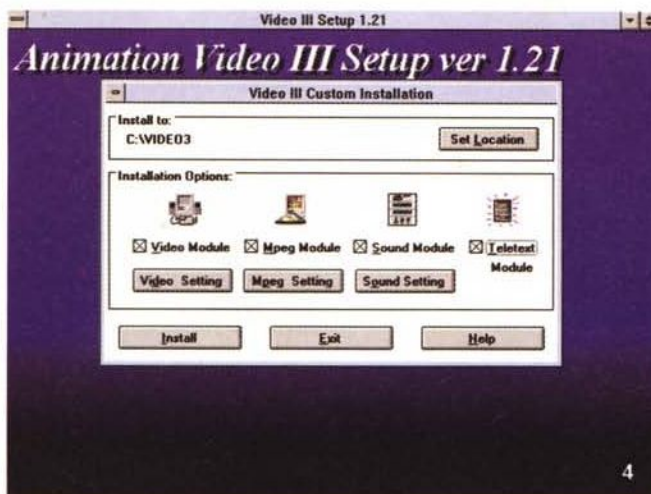 Video III Setup 1.21
Animation Video III Setup ver 1.21
Video III Custom Installation
Install to:
C:\VIDEO3
Set Location
Installation Options:
Video Module
Mpeg Module
Sound Module
Teletext Module
Video Setting
Mpeg Setting
Sound Setting
Install
Exit
Help
4